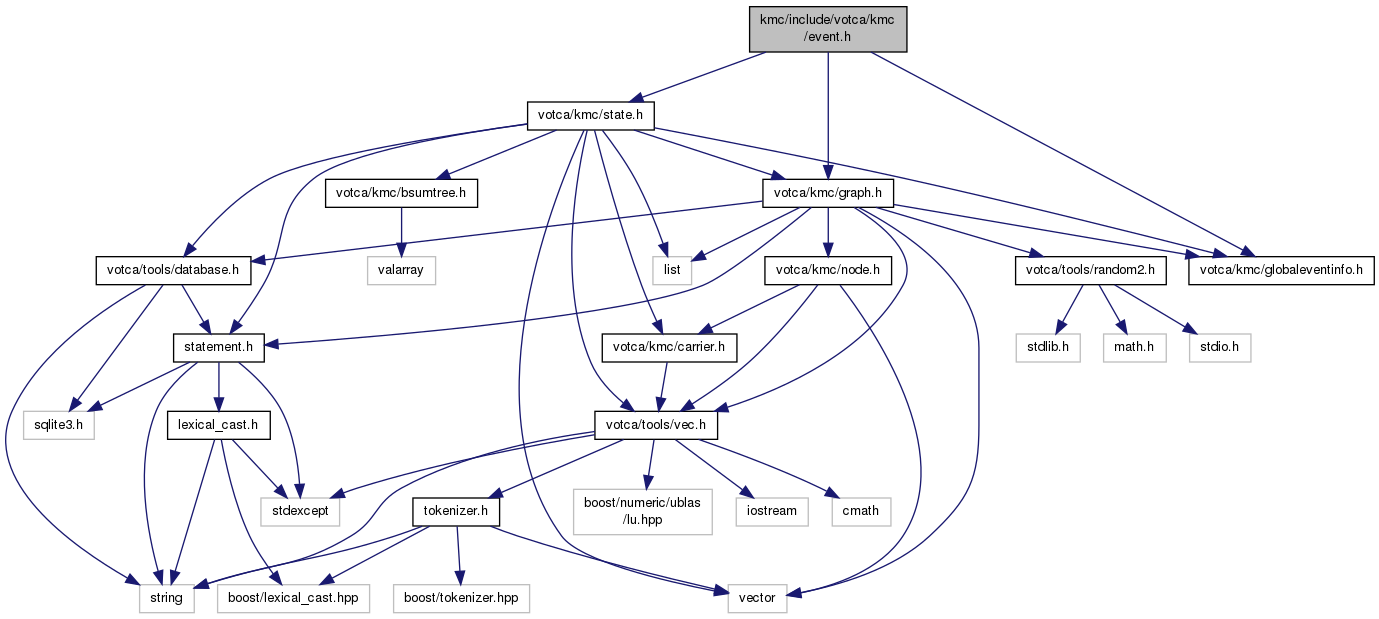 kmc/include/votca/kmc
/event.h
votca/kmc/state.h
votca/kmc/bsumtree.h
votca/kmc/graph.h
votca/tools/database.h
valarray
list
votca/kmc/node.h
votca/tools/random2.h
votca/kmc/globaleventinfo.h
statement.h
votca/kmc/carrier.h
stdlib.h
math.h
stdio.h
sqlite3.h
lexical_cast.h
votca/tools/vec.h
stdexcept
tokenizer.h
boost/numeric/ublas
/lu.hpp
iostream
cmath
string
boost/lexical_cast.hpp
boost/tokenizer.hpp
vector